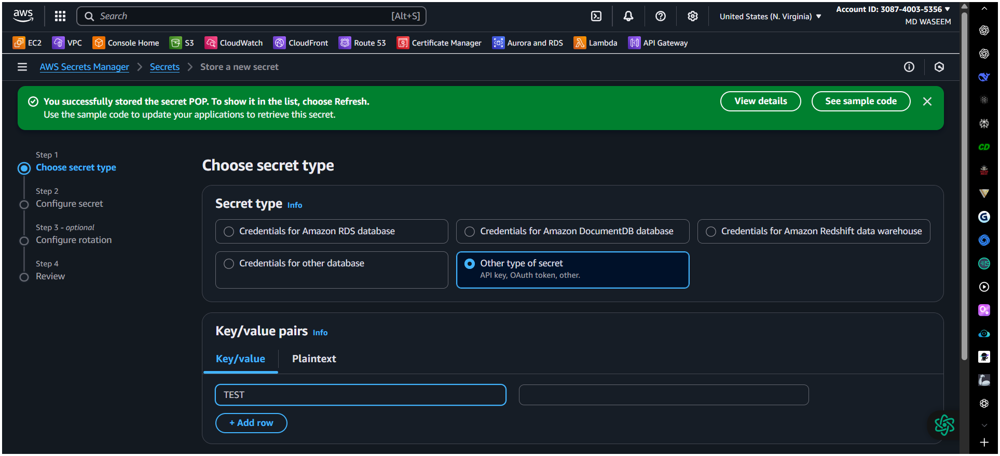 aws
Search [Alt+S]
United States (N. Virginia)
Account ID: 3087-4003-5356
MD WASEEM
EC2 VPC Console Home S3 CloudWatch CloudFront Route 53 Certificate Manager Aurora and RDS Lambda API Gateway
AWS Secrets Manager Secrets Store a new secret
You successfully stored the secret POP. To show it in the list, choose Refresh.
Use the sample code to update your applications to retrieve this secret.
View details See sample code
Step 1
Choose secret type
Step 2
Configure secret
Step 3 - optional
Configure rotation
Step 4
Review
Choose secret type
Secret type Info
Credentials for Amazon RDS database
Credentials for Amazon DocumentDB database
Credentials for Amazon Redshift data warehouse
Credentials for other database
Other type of secret
API key, OAuth token, other.
Key/value pairs Info
Key/value Plaintext
TEST
+ Add row
CD